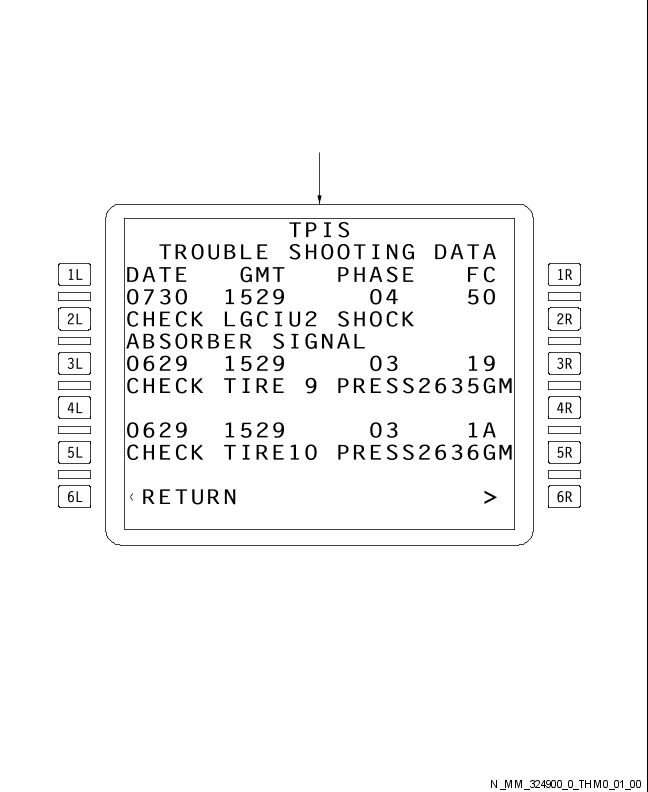 TPIS
TROUBLE SHOOTING DATA
1L DATE GMT PHASE FC 1R
0730 1529 04 50
2L CHECK LGCIU2 SHOCK 2R
ABSORBER SIGNAL
3L 0629 1529 03 19 3R
CHECK TIRE 9 PRESS2635GM
4L 4R
0629 1529 03 1A
5L CHECK TIRE10 PRESS2636GM 5R
6L <RETURN > 6R
N_MM_324900_0_THM0_01_00